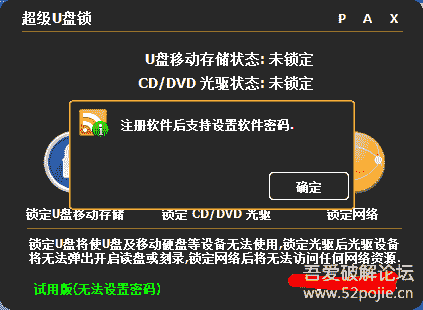 超级U盘锁
P A X
U盘移动存储状态: 未锁定
CD/DVD 光驱状态: 未锁定
注册软件后支持设置软件密码.
确定
锁定U盘移动存储 锁定 CD/DVD 光驱 锁定网络
锁定U盘将使U盘及移动硬盘等设备无法使用,锁定光驱后光驱设备
将无法弹出开启读盘或刻录,锁定网络后将无法访问任何网络资源.
试用版(无法设置密码)
吾爱破解论坛
www.52pojie.cn